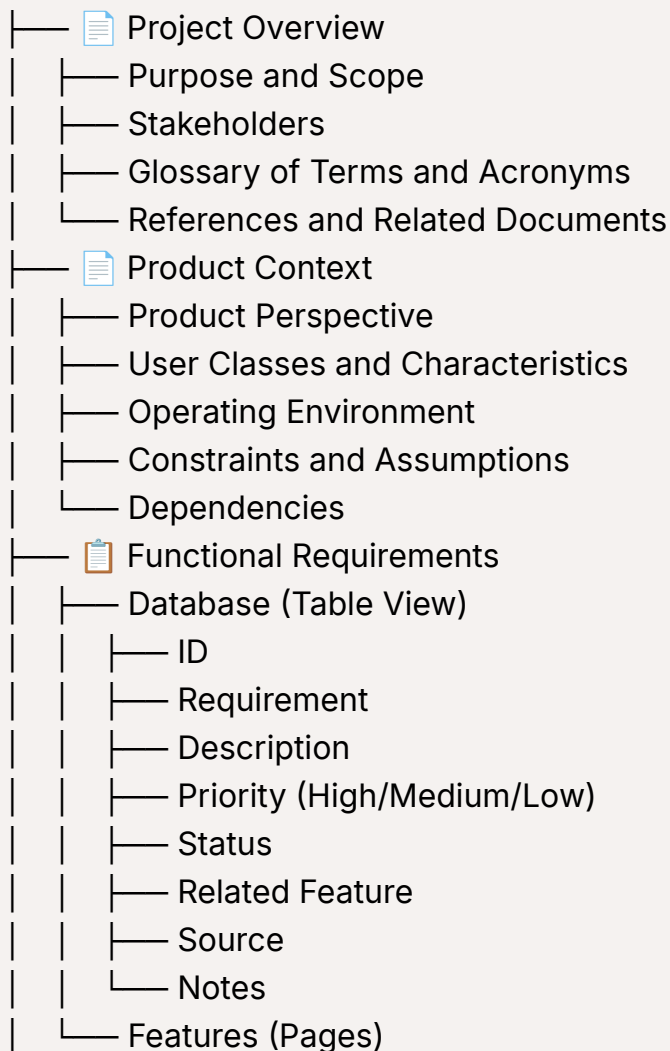 ├── 📄 Project Overview
│   ├── Purpose and Scope
│   ├── Stakeholders
│   ├── Glossary of Terms and Acronyms
│   └── References and Related Documents
├── 📄 Product Context
│   ├── Product Perspective
│   ├── User Classes and Characteristics
│   ├── Operating Environment
│   ├── Constraints and Assumptions
│   └── Dependencies
├── 📋 Functional Requirements
│   ├── Database (Table View)
│   │   ├── ID
│   │   ├── Requirement
│   │   ├── Description
│   │   ├── Priority (High/Medium/Low)
│   │   ├── Status
│   │   ├── Related Feature
│   │   ├── Source
│   │   └── Notes
│   └── Features (Pages)